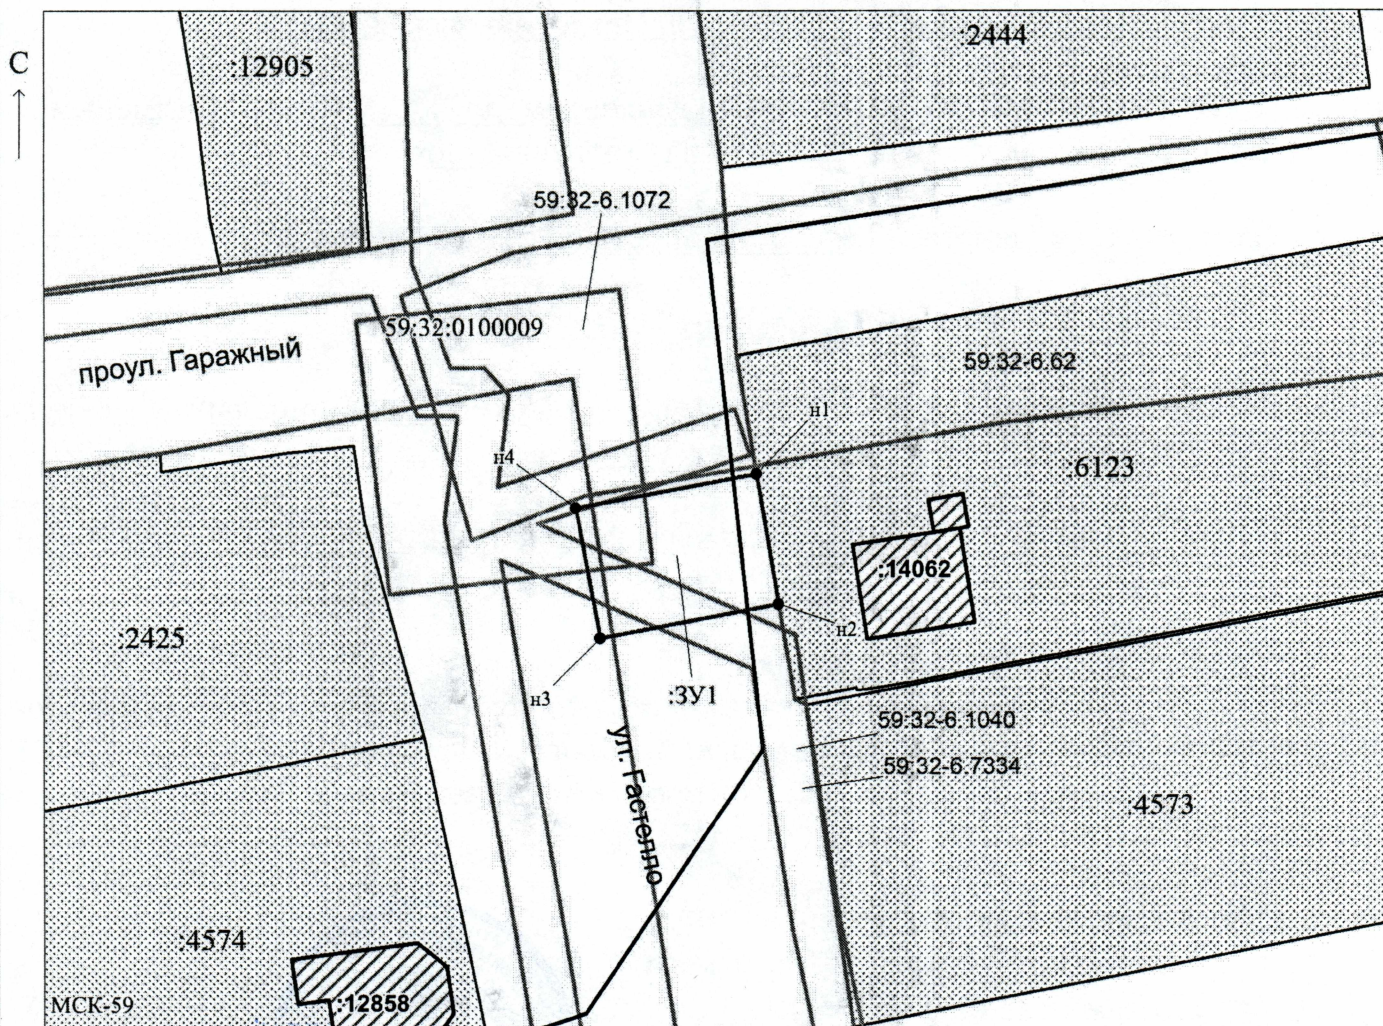 :2444
С
:12905
59:32-6.1072
59:32:0100009
проул. Гаражный
59:32-6.62
н1
н4
:6123
:14062
:2425
н2
н3
:ЗУ1
59:32-6.1040
ул. Гастелло
59:32-6.7334
:4573
:4574
МСК-59
:12858